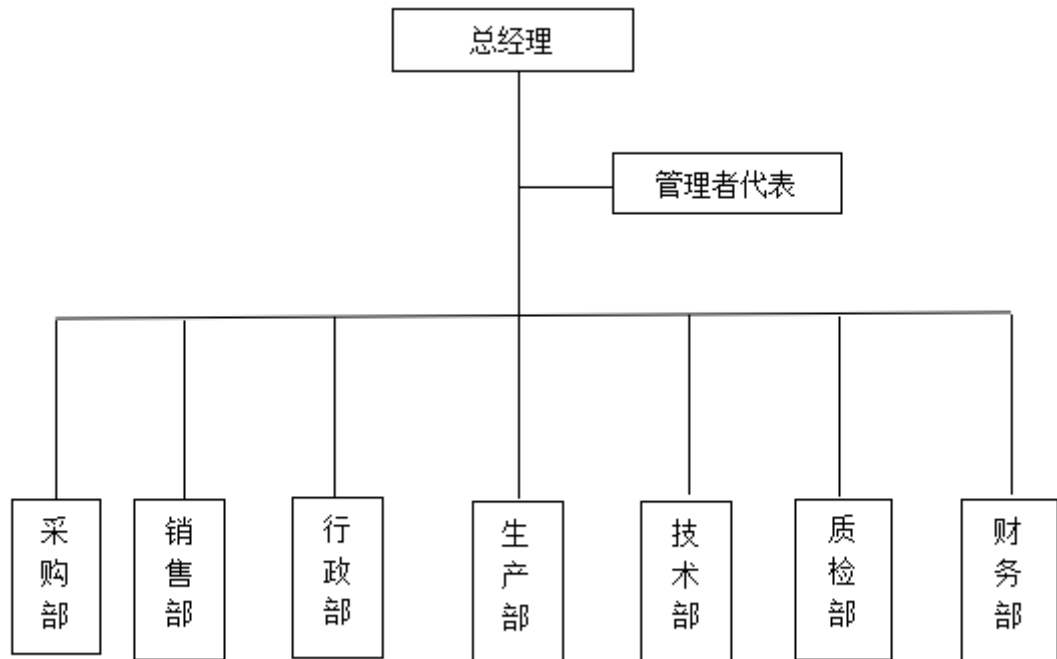 总经理
管理者代表
采购部
销售部
行政部
生产部
技术部
质检部
财务部